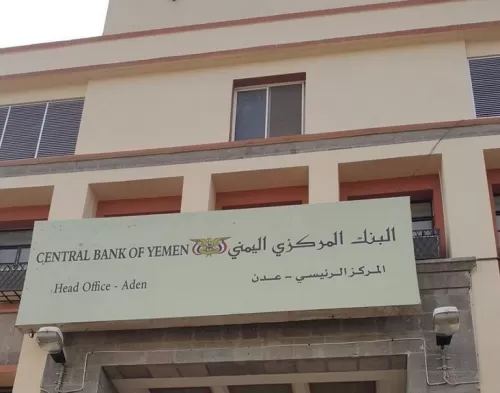 CENTRAL BANK OF YEMEN البنك المركزي اليمني
Head Office - Aden المركز الرئيسي - عدن